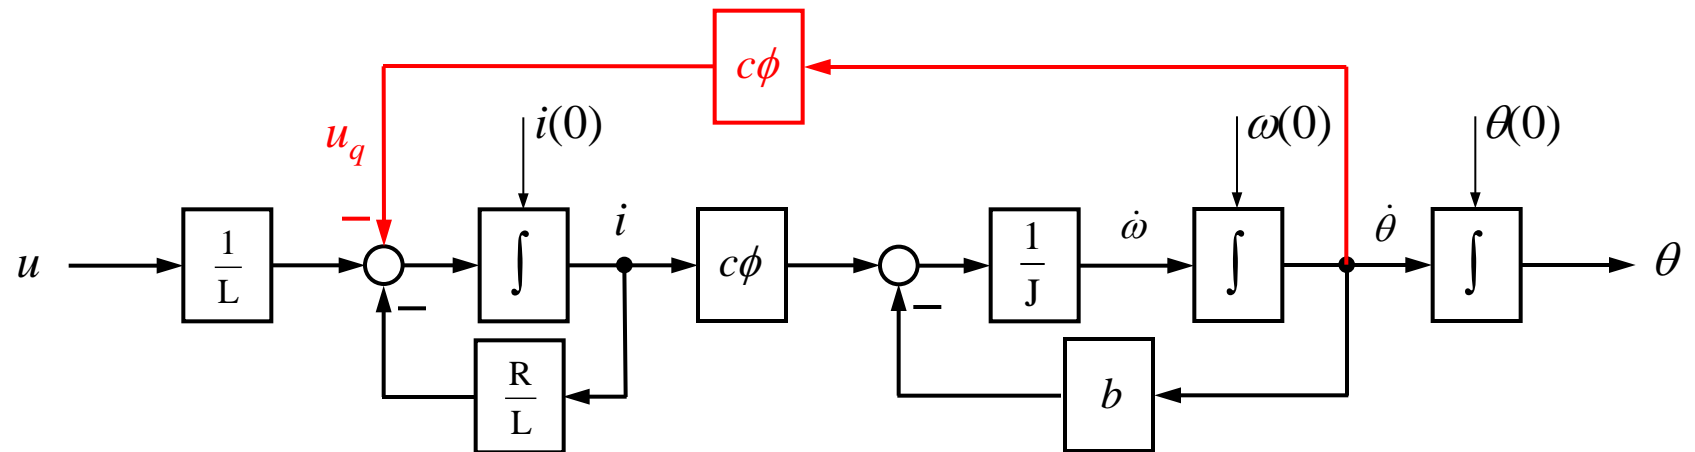 cϕ
u_q
i(0)
ω(0)
θ(0)
u
1/L
−
∫
i
cϕ
1/J
ω̇
∫
θ̇
∫
θ
−
−
R/L
b